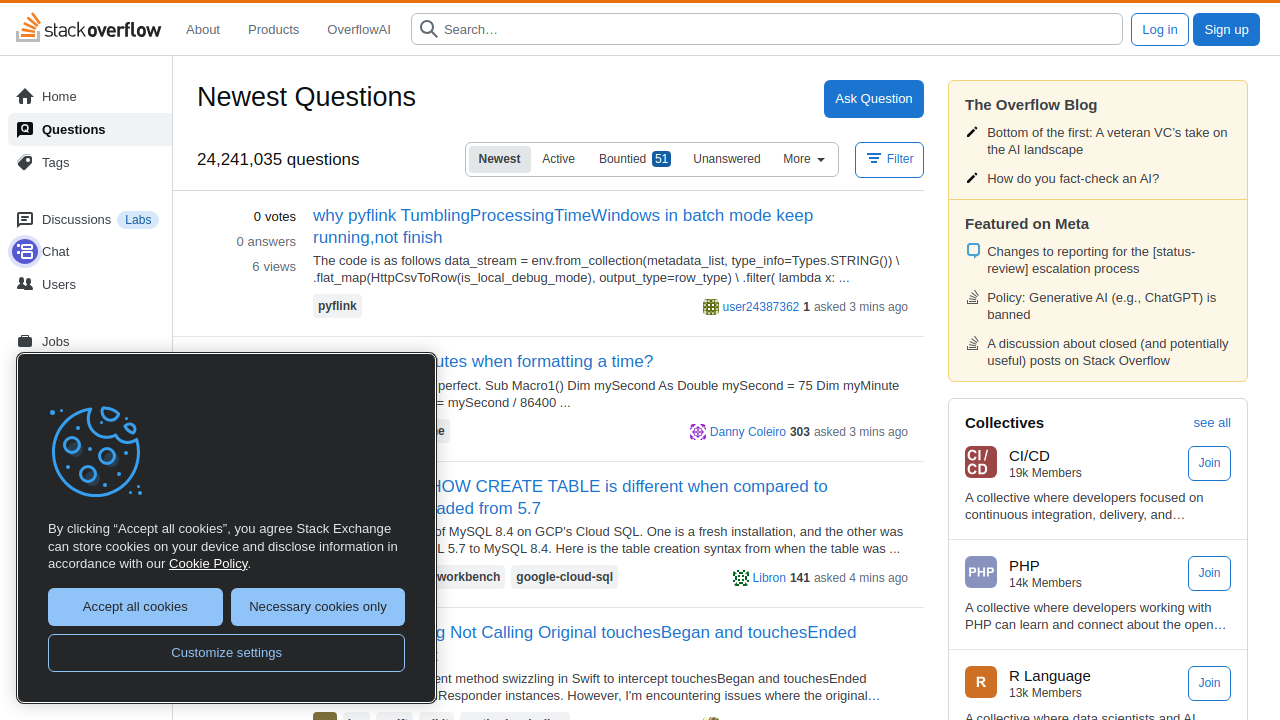 stack overflow
About
Products
OverflowAI
Search…
Log in
Sign up
Home
Questions
Tags
Discussions Labs
Chat
Users
Jobs
Newest Questions
Ask Question
24,241,035 questions
Newest
Active
Bountied 51
Unanswered
More
Filter
0 votes
0 answers
6 views
why pyflink TumblingProcessingTimeWindows in batch mode keep
running,not finish
The code is as follows data_stream = env.from_collection(metadata_list, type_info=Types.STRING()) \
.flat_map(HttpCsvToRow(is_local_debug_mode), output_type=row_type) \ .filter( lambda x: ...
pyflink
user24387362 1 asked 3 mins ago
utes when formatting a time?
perfect. Sub Macro1() Dim mySecond As Double mySecond = 75 Dim myMinute
= mySecond / 86400 ...
Danny Coleiro 303 asked 3 mins ago
HOW CREATE TABLE is different when compared to
aded from 5.7
of MySQL 8.4 on GCP's Cloud SQL. One is a fresh installation, and the other was
L 5.7 to MySQL 8.4. Here is the table creation syntax from when the table was ...
workbench
google-cloud-sql
Libron 141 asked 4 mins ago
g Not Calling Original touchesBegan and touchesEnded
ent method swizzling in Swift to intercept touchesBegan and touchesEnded
Responder instances. However, I'm encountering issues where the original…
By clicking “Accept all cookies”, you agree Stack Exchange
can store cookies on your device and disclose information in
accordance with our Cookie Policy.
Accept all cookies
Necessary cookies only
Customize settings
The Overflow Blog
Bottom of the first: A veteran VC’s take on
the AI landscape
How do you fact-check an AI?
Featured on Meta
Changes to reporting for the [status-
review] escalation process
Policy: Generative AI (e.g., ChatGPT) is
banned
A discussion about closed (and potentially
useful) posts on Stack Overflow
Collectives
see all
CI/
CD
CI/CD
19k Members
Join
A collective where developers focused on
continuous integration, delivery, and…
PHP
PHP
14k Members
Join
A collective where developers working with
PHP can learn and connect about the open…
R
R Language
13k Members
Join
A collective where data scientists and AI